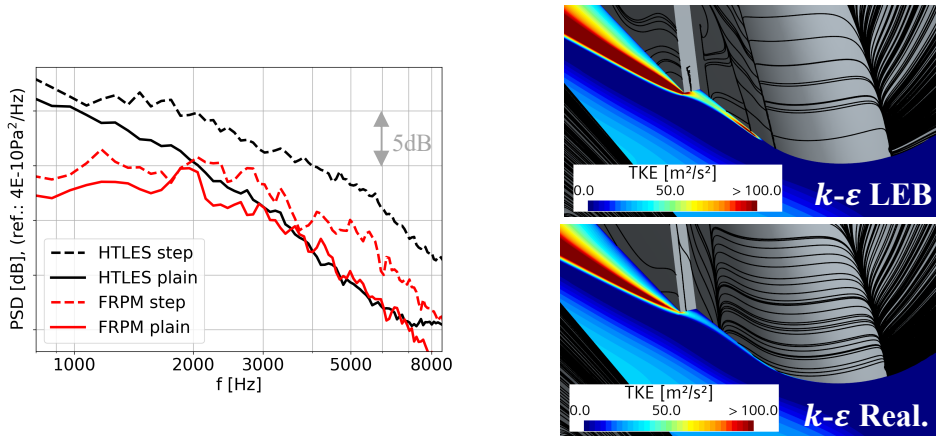 PSD [dB], (ref.: 4E-10Pa²/Hz)
5dB
HTLES step
HTLES plain
FRPM step
FRPM plain
1000 2000 3000 5000 8000
f [Hz]
TKE [m²/s²]
0.0 50.0 > 100.0
k-ε LEB
TKE [m²/s²]
0.0 50.0 > 100.0
k-ε Real.